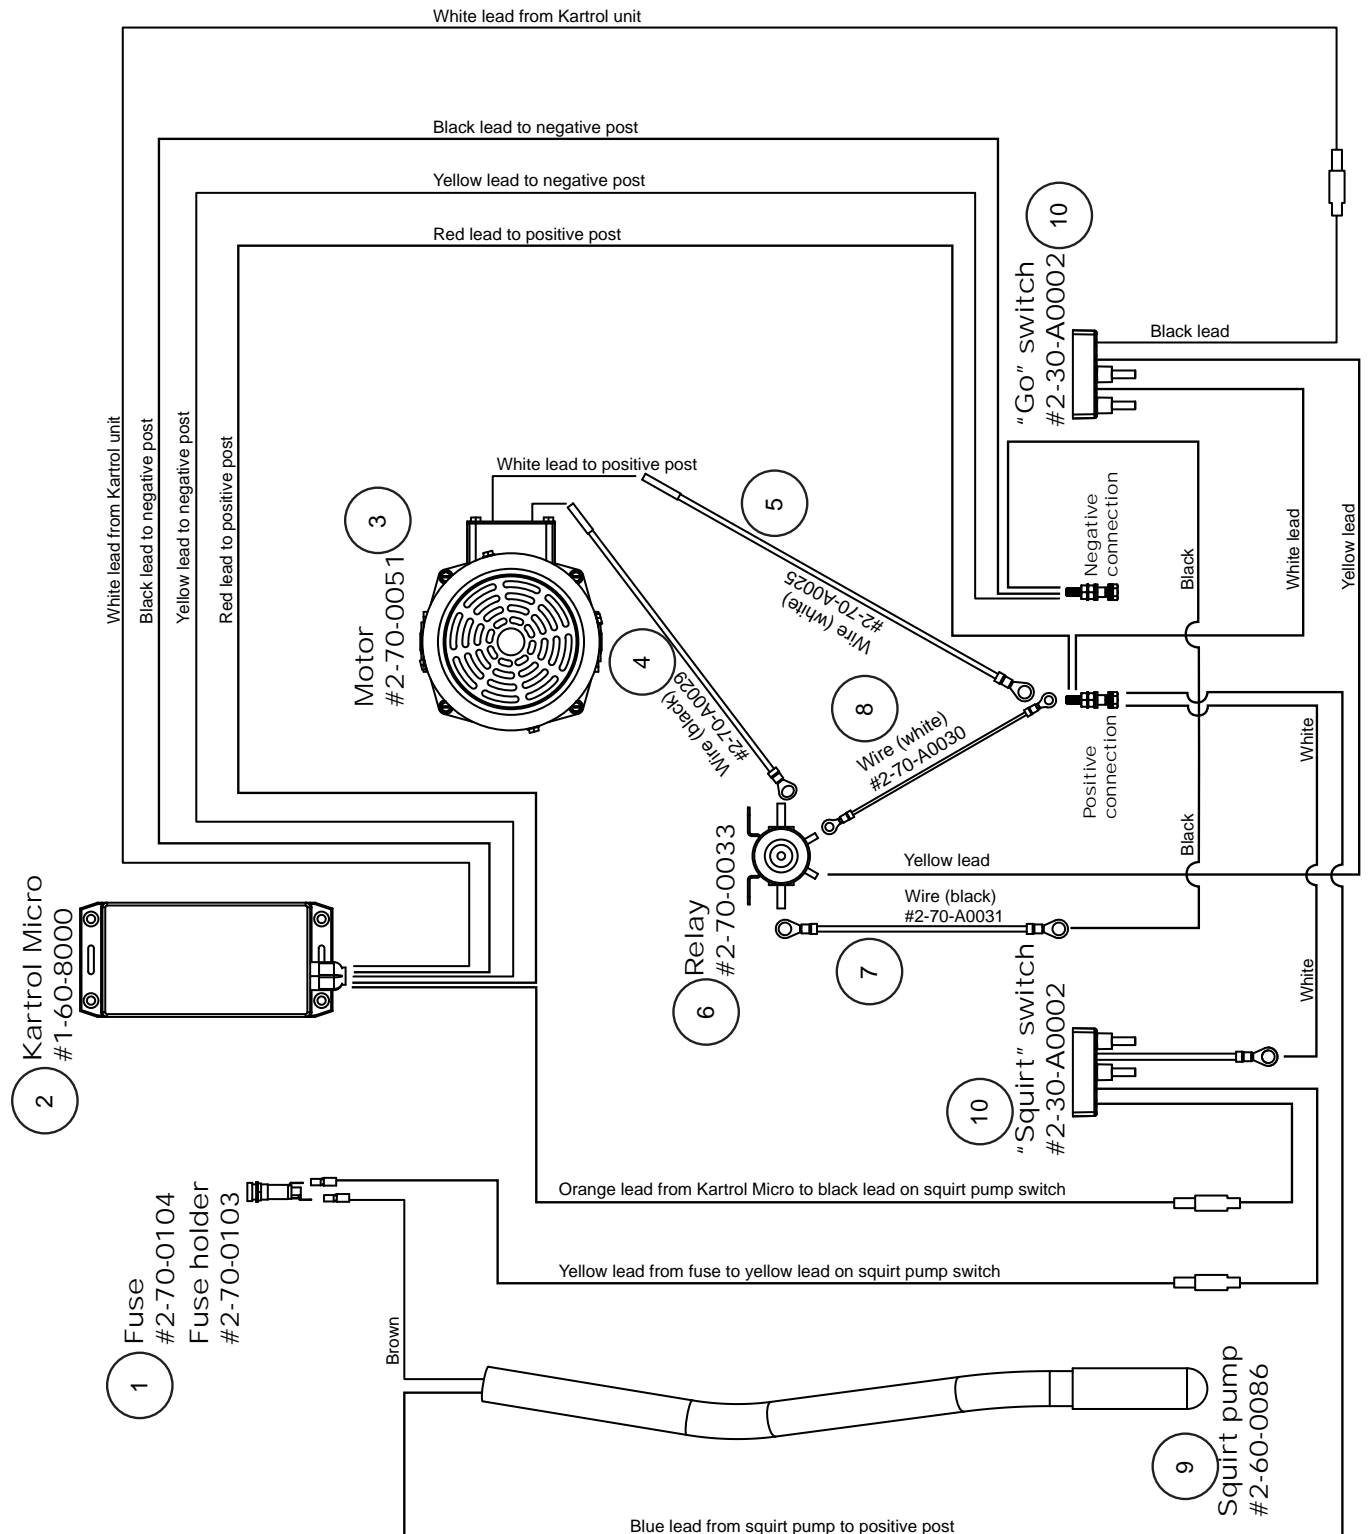 White lead from Kartrol unit
Black lead to negative post
Yellow lead to negative post
Red lead to positive post
10
"Go" switch
#2-30-A0002
Black lead
White lead from Kartrol unit
Black lead to negative post
Yellow lead to negative post
Red lead to positive post
White lead to positive post
3
Motor
#2-70-0051
5
Wire (white)
#2-70-A0025
4
Wire (black)
#2-70-A0029
Negative
connection
Black
White lead
Yellow lead
8
Wire (white)
#2-70-A0030
Positive
connection
White
Black
Yellow lead
Wire (black)
#2-70-A0031
7
6
Relay
#2-70-0033
2
Kartrol Micro
#1-60-8000
White
10
"Squirt" switch
#2-30-A0002
Orange lead from Kartrol Micro to black lead on squirt pump switch
Yellow lead from fuse to yellow lead on squirt pump switch
1
Fuse
#2-70-0104
Fuse holder
#2-70-0103
Brown
9
Squirt pump
#2-60-0086
Blue lead from squirt pump to positive post